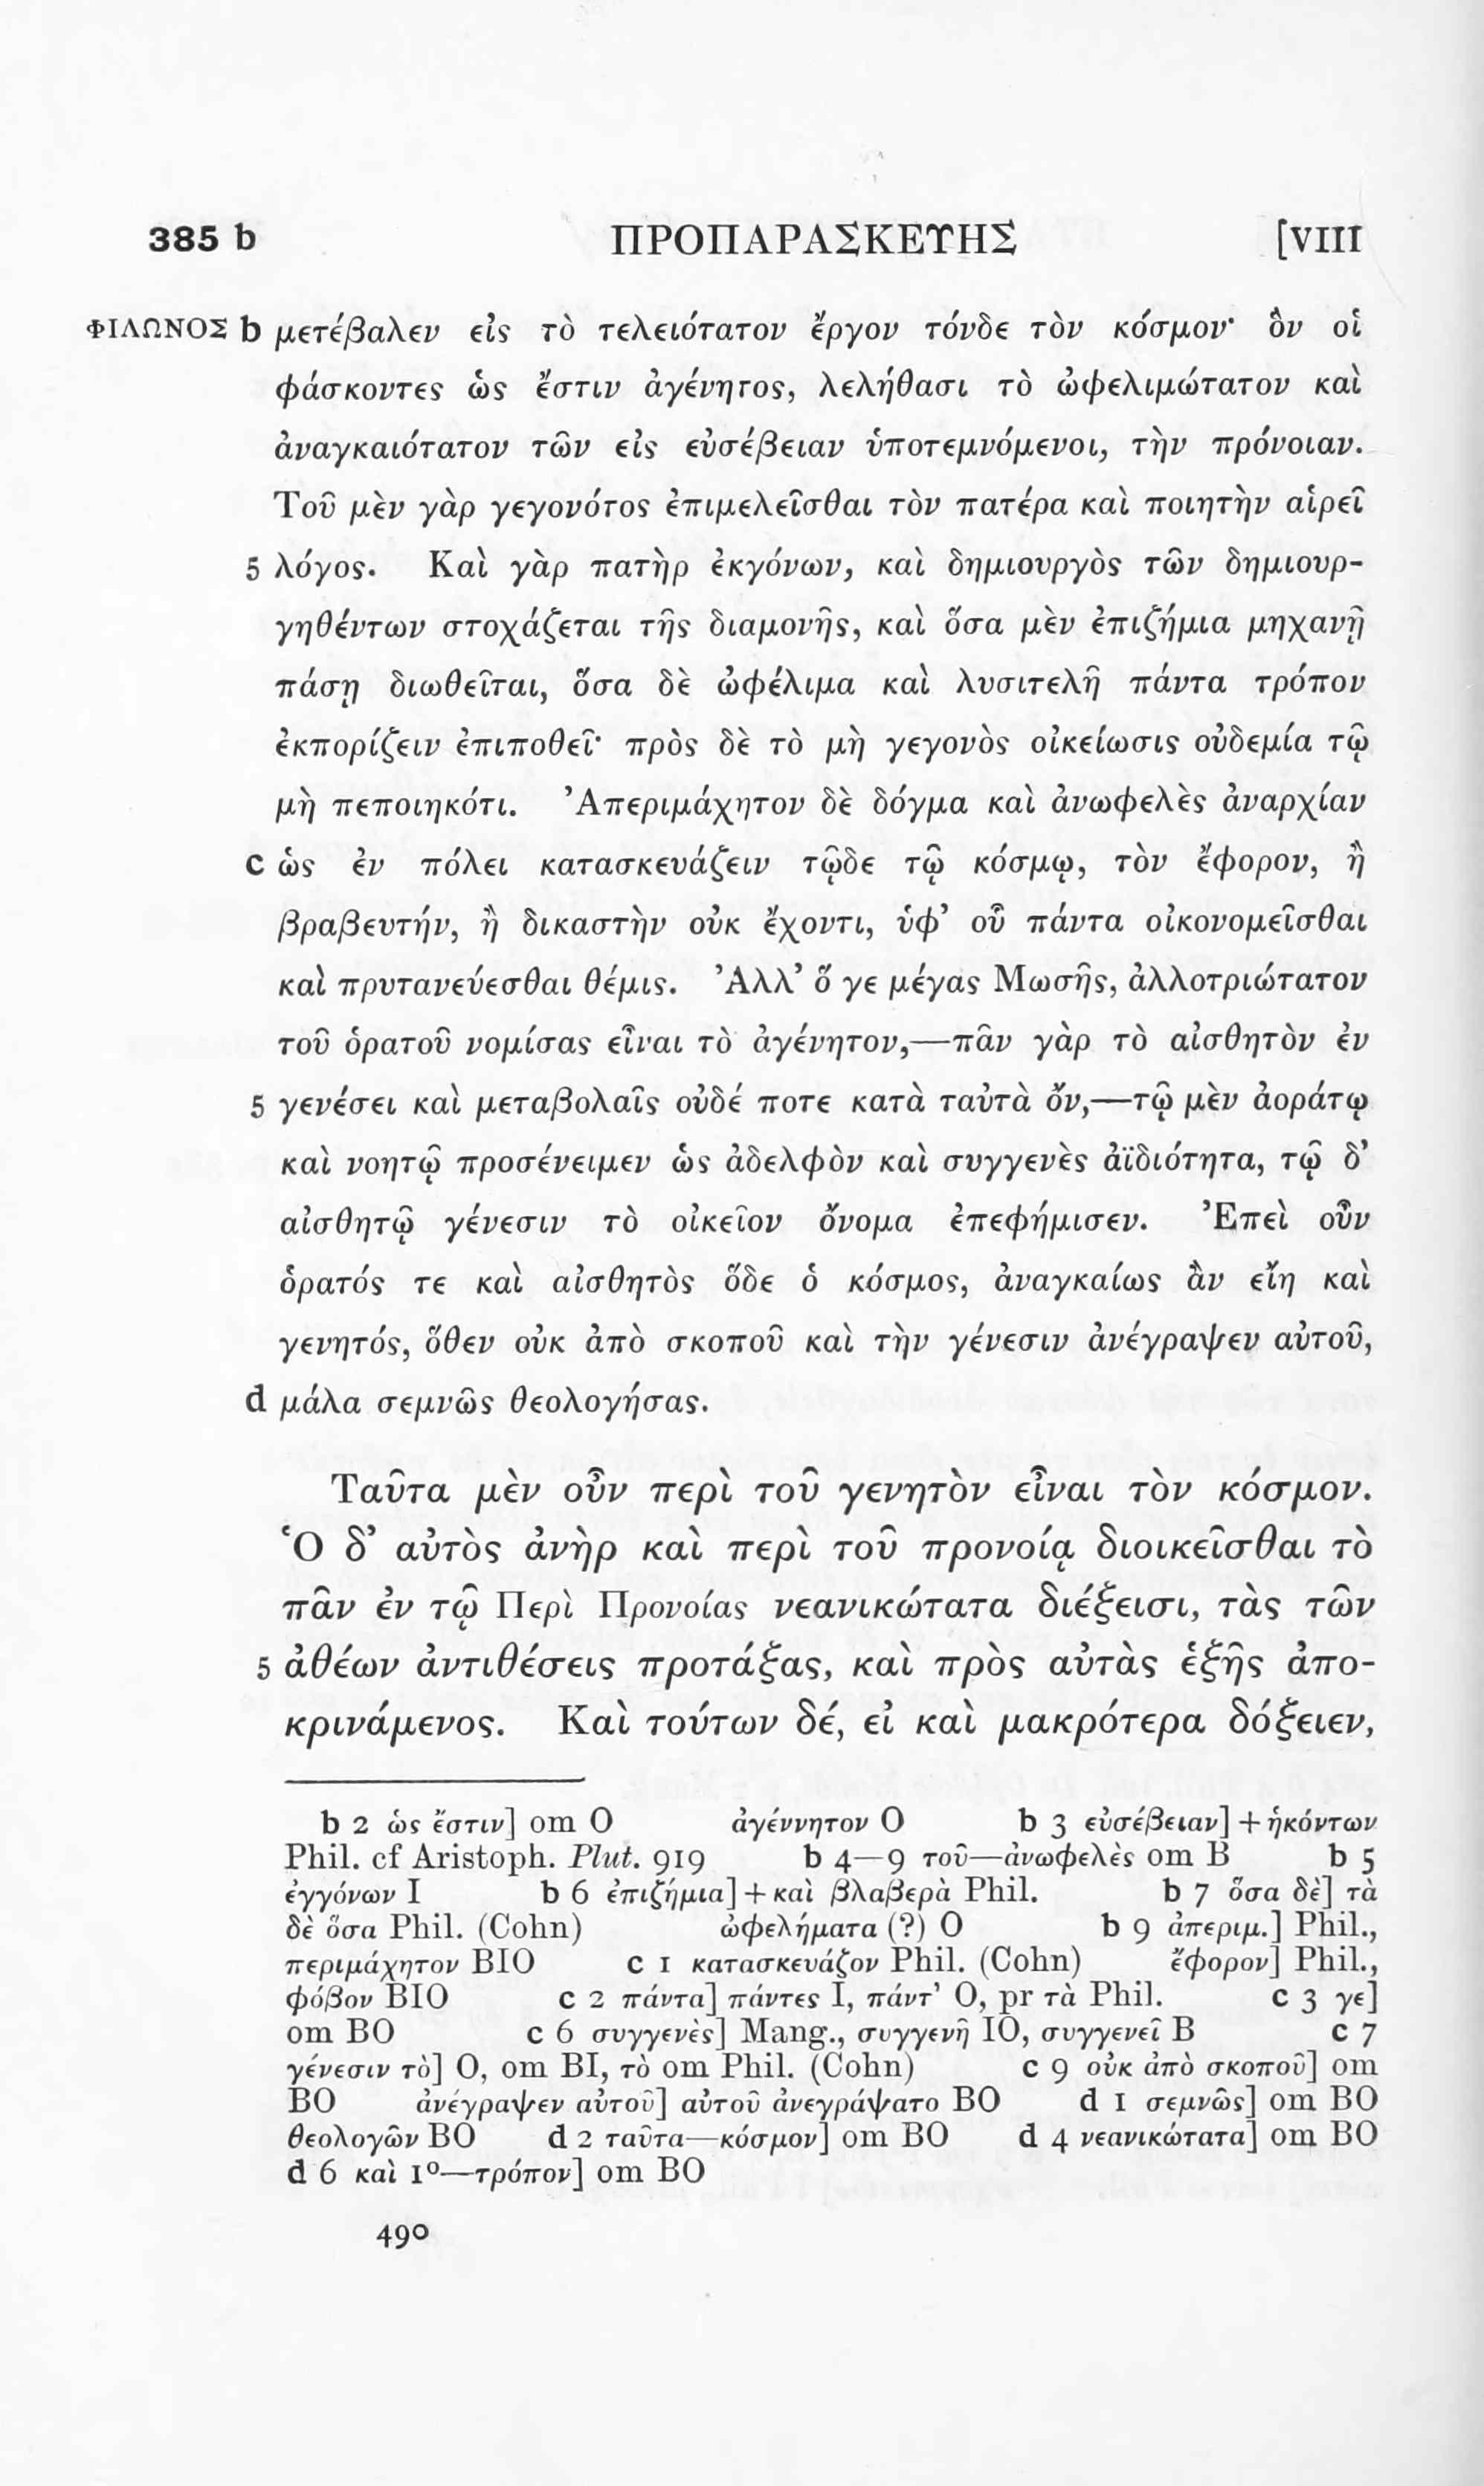 385 b ΠΡΟΠΑΡΑΣΚΕΥΗΣ [VIII
ΦΙΛΩΝΟΣ b μετέβαλεν εἰς τὸ τελειότατον ἔργον τόνδε τὸν κόσμον· ὃν οἱ
φάσκοντες ὡς ἔστιν ἀγένητος, λελήθασι τὸ ὠφελιμώτατον καὶ
ἀναγκαιότατον τῶν εἰς εὐσέβειαν ὑποτεμνόμενοι, τὴν πρόνοιαν.
Τοῦ μὲν γὰρ γεγονότος ἐπιμελεῖσθαι τὸν πατέρα καὶ ποιητὴν αἱρεῖ
5 λόγος. Καὶ γὰρ πατὴρ ἐκγόνων, καὶ δημιουργὸς τῶν δημιουρ-
γηθέντων στοχάζεται τῆς διαμονῆς, καὶ ὅσα μὲν ἐπιζήμια μηχανῇ
πάσῃ διωθεῖται, ὅσα δὲ ὠφέλιμα καὶ λυσιτελῆ πάντα τρόπον
ἐκπορίζειν ἐπιποθεῖ· πρὸς δὲ τὸ μὴ γεγονὸς οἰκείωσις οὐδεμία τῷ
μὴ πεποιηκότι. Ἀπεριμάχητον δὲ δόγμα καὶ ἀνωφελὲς ἀναρχίαν
c ὡς ἐν πόλει κατασκευάζειν τῷδε τῷ κόσμῳ, τὸν ἔφορον, ἢ
βραβευτήν, ἢ δικαστὴν οὐκ ἔχοντι, ὑφ’ οὗ πάντα οἰκονομεῖσθαι
καὶ πρυτανεύεσθαι θέμις. Ἀλλ’ ὅ γε μέγας Μωσῆς, ἀλλοτριώτατον
τοῦ ὁρατοῦ νομίσας εἶναι τὸ ἀγένητον,—πᾶν γὰρ τὸ αἰσθητὸν ἐν
5 γενέσει καὶ μεταβολαῖς οὐδέ ποτε κατὰ ταὐτὰ ὄν,—τῷ μὲν ἀοράτῳ
καὶ νοητῷ προσένειμεν ὡς ἀδελφὸν καὶ συγγενὲς ἀϊδιότητα, τῷ δ’
αἰσθητῷ γένεσιν τὸ οἰκεῖον ὄνομα ἐπεφήμισεν. Ἐπεὶ οὖν
ὁρατός τε καὶ αἰσθητὸς ὅδε ὁ κόσμος, ἀναγκαίως ἂν εἴη καὶ
γενητός, ὅθεν οὐκ ἀπὸ σκοποῦ καὶ τὴν γένεσιν ἀνέγραψεν αὐτοῦ,
d μάλα σεμνῶς θεολογήσας.
Ταῦτα μὲν οὖν περὶ τοῦ γενητὸν εἶναι τὸν κόσμον.
Ὁ δ’ αὐτὸς ἀνὴρ καὶ περὶ τοῦ προνοίᾳ διοικεῖσθαι τὸ
πᾶν ἐν τῷ Περὶ Προνοίας νεανικώτατα διέξεισι, τὰς τῶν
5 ἀθέων ἀντιθέσεις προτάξας, καὶ πρὸς αὐτὰς ἑξῆς ἀπο-
κρινάμενος. Καὶ τούτων δέ, εἰ καὶ μακρότερα δόξειεν,
b 2 ὡς ἔστιν] om O ἀγέννητον O b 3 εὐσέβειαν] + ἡκόντων
Phil. cf Aristoph. Plut. 919 b 4—9 τοῦ—ἀνωφελὲς om B b 5
ἐγγόνων I b 6 ἐπιζήμια] + καὶ βλαβερὰ Phil. b 7 ὅσα δὲ] τὰ
δὲ ὅσα Phil. (Cohn) ὠφελήματα (?) O b 9 ἀπεριμ.] Phil.,
περιμάχητον BIO c 1 κατασκευάζον Phil. (Cohn) ἔφορον] Phil.,
φόβον BIO c 2 πάντα] πάντες I, πάντ’ O, pr τὰ Phil. c 3 γε]
om BO c 6 συγγενὲς] Mang., συγγενῆ IO, συγγενεῖ B c 7
γένεσιν τὸ] O, om BI, τὸ om Phil. (Cohn) c 9 οὐκ ἀπὸ σκοποῦ] om
BO ἀνέγραψεν αὐτοῦ] αὐτοῦ ἀνεγράψατο BO d 1 σεμνῶς] om BO
θεολογῶν BO d 2 ταῦτα—κόσμον] om BO d 4 νεανικώτατα] om BO
d 6 καὶ 1º—τρόπον] om BO
490